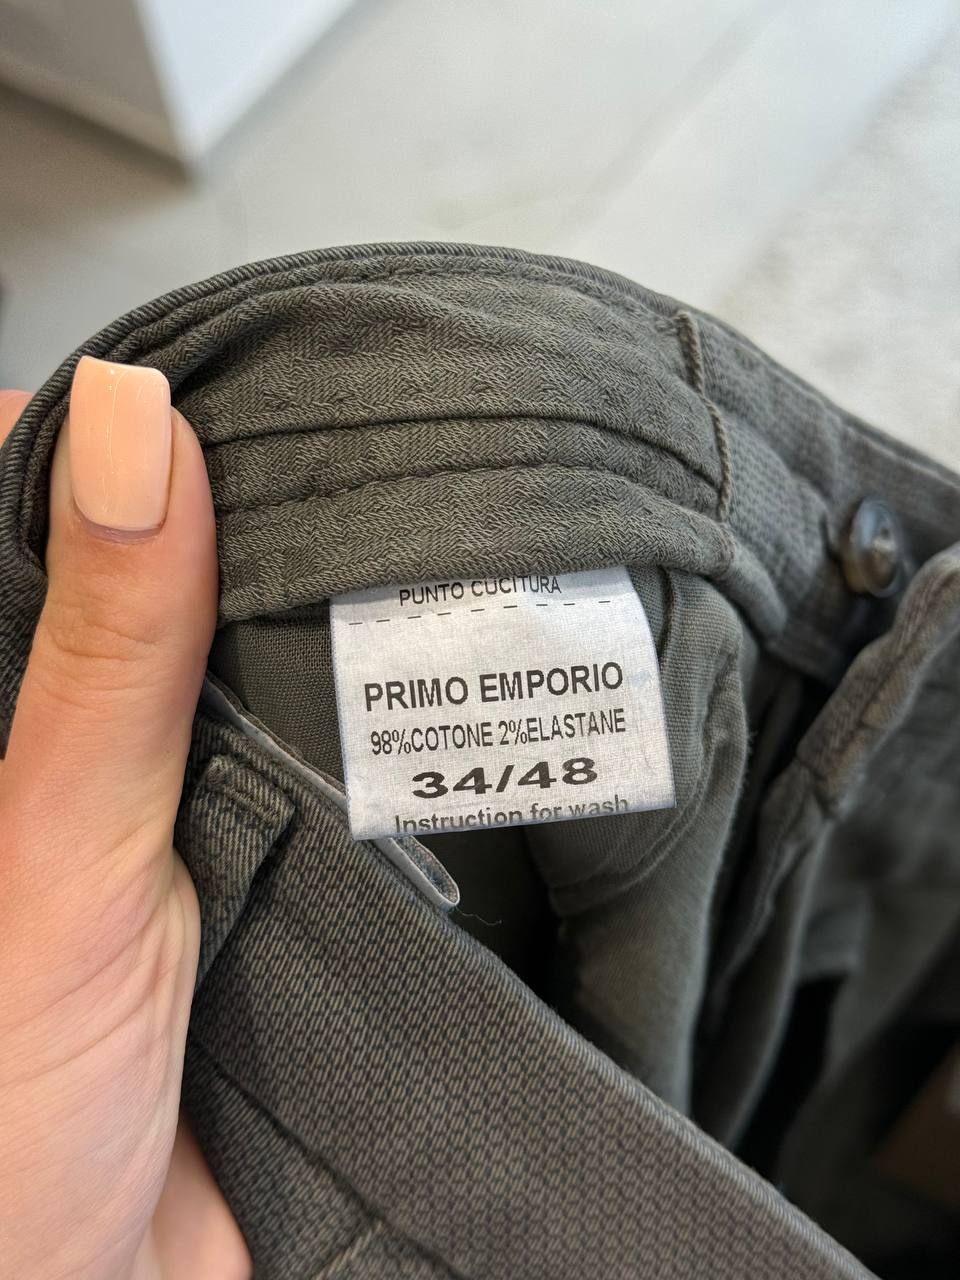 PUNTO CUCITURA
PRIMO EMPORIO
98%COTONE 2%ELASTANE
34/48
Instruction for wash